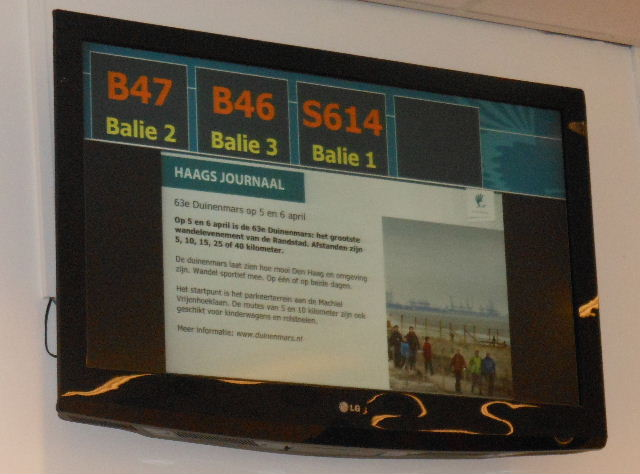 B47
Balie 2
B46
Balie 3
S614
Balie 1
HAAGS JOURNAAL
63e Duinenmars op 5 en 6 april
Op 5 en 6 april is de 63e Duinenmars: het grootste
wandelevenement van de Randstad. Afstanden zijn
5, 10, 15, 25 of 40 kilometer.
De duinenmars laat zien hoe mooi Den Haag en omgeving
zijn. Wandel sportief mee. Op één of op beide dagen.
Het startpunt is het parkeerterrein aan de Machiel
Vrijenhoeklaan. De routes van 5 en 10 kilometer zijn ook
geschikt voor kinderwagens en rolstoelen.
Meer informatie: www.duinenmars.nl
LG